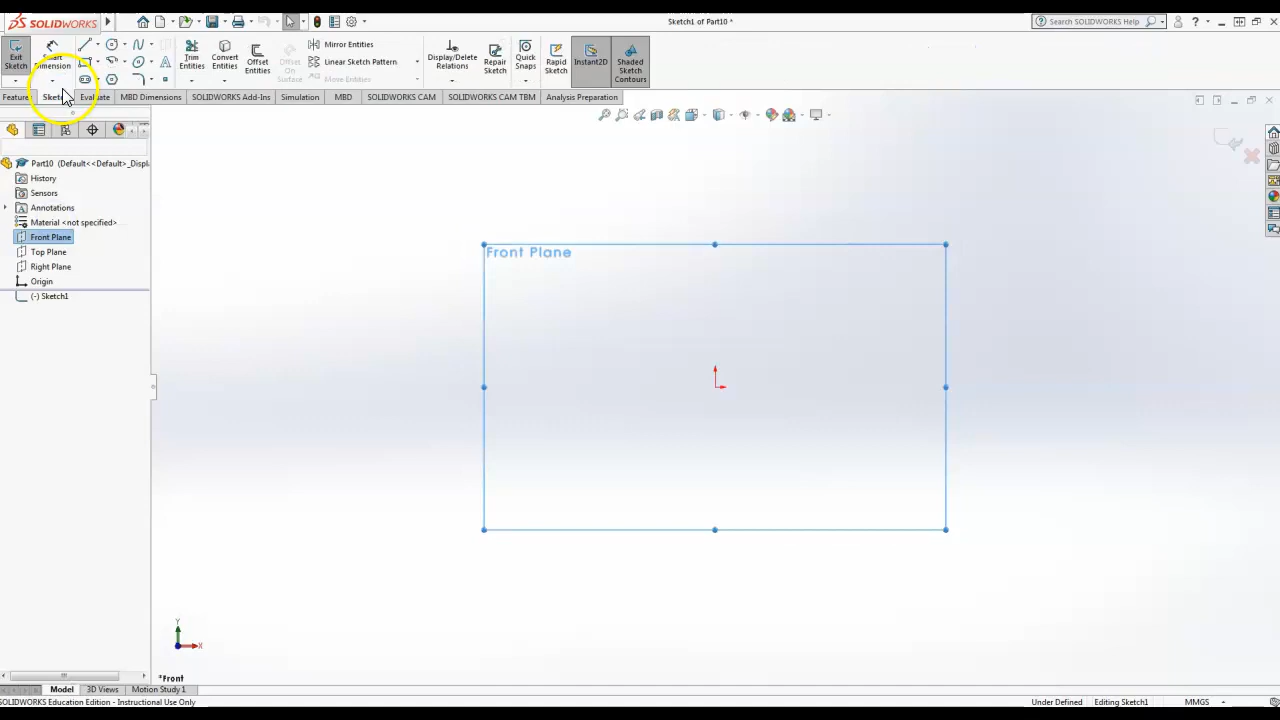 SOLIDWORKS
Sketch1 of Part10 *
Search SOLIDWORKS Help
Exit Sketch
Smart Dimension
Trim Entities
Convert Entities
Offset Entities
Offset On Surface
Mirror Entities
Linear Sketch Pattern
Move Entities
Display/Delete Relations
Repair Sketch
Quick Snaps
Rapid Sketch
Instant2D
Shaded Sketch Contours
Evaluate
MBD Dimensions
SOLIDWORKS Add-Ins
Simulation
MBD
SOLIDWORKS CAM
SOLIDWORKS CAM TBM
Analysis Preparation
Part10 (Default<<Default>_Displ
History
Sensors
Annotations
Material <not specified>
Front Plane
Top Plane
Right Plane
Origin
(-) Sketch1
Front Plane
Y
X
*Front
Model
3D Views
Motion Study 1
SOLIDWORKS Education Edition - Instructional Use Only
Under Defined
Editing Sketch1
MMGS